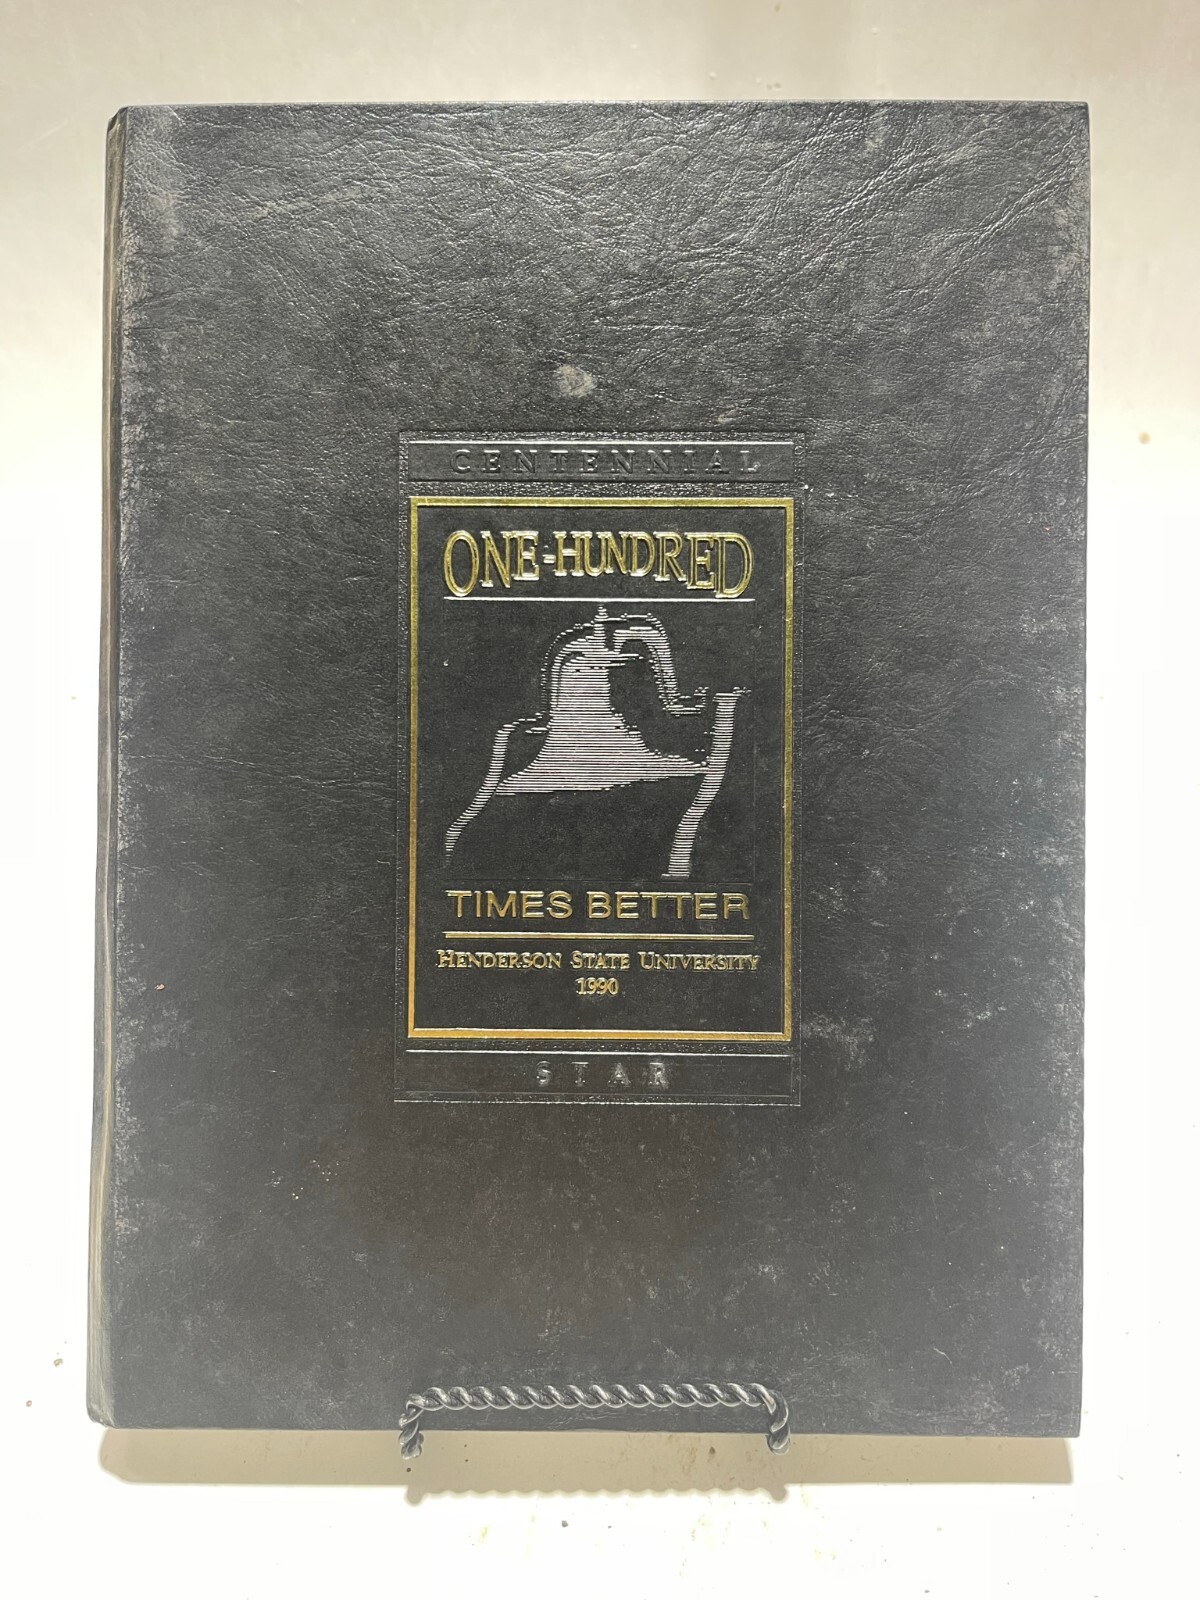 CENTENNIAL
ONE-HUNDRED
TIMES BETTER
HENDERSON STATE UNIVERSITY
1990
STAR